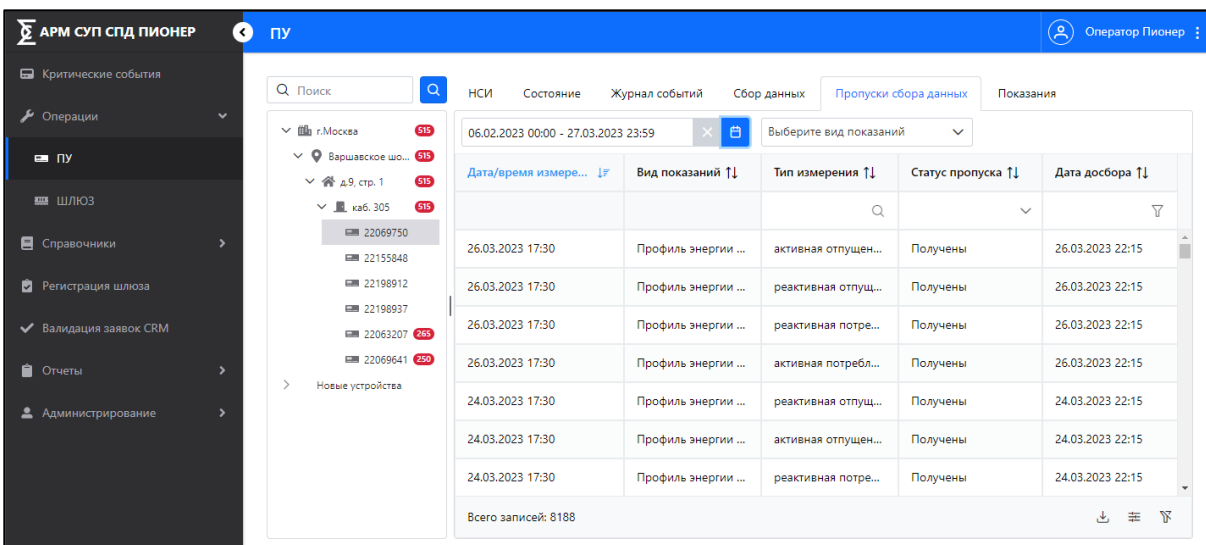 АРМ СУП СПД ПИОНЕР
ПУ
Оператор Пионер
Критические события
Операции
ПУ
ШЛЮЗ
Справочники
Регистрация шлюза
Валидация заявок CRM
Отчеты
Администрирование
Поиск
г.Москва 515
Варшавское шо... 515
д.9, стр. 1 515
каб. 305 515
22069750
22155848
22198912
22198937
22063207 265
22069641 250
Новые устройства
НСИ Состояние Журнал событий Сбор данных Пропуски сбора данных Показания
06.02.2023 00:00 - 27.03.2023 23:59 Выберите вид показаний
Дата/время измере... Вид показаний Тип измерения Статус пропуска Дата досбора
26.03.2023 17:30 Профиль энергии ... активная отпущен... Получены 26.03.2023 22:15
26.03.2023 17:30 Профиль энергии ... реактивная отпущ... Получены 26.03.2023 22:15
26.03.2023 17:30 Профиль энергии ... реактивная потре... Получены 26.03.2023 22:15
26.03.2023 17:30 Профиль энергии ... активная потребл... Получены 26.03.2023 22:15
24.03.2023 17:30 Профиль энергии ... реактивная отпущ... Получены 24.03.2023 22:15
24.03.2023 17:30 Профиль энергии ... активная отпущен... Получены 24.03.2023 22:15
24.03.2023 17:30 Профиль энергии ... реактивная потре... Получены 24.03.2023 22:15
Всего записей: 8188